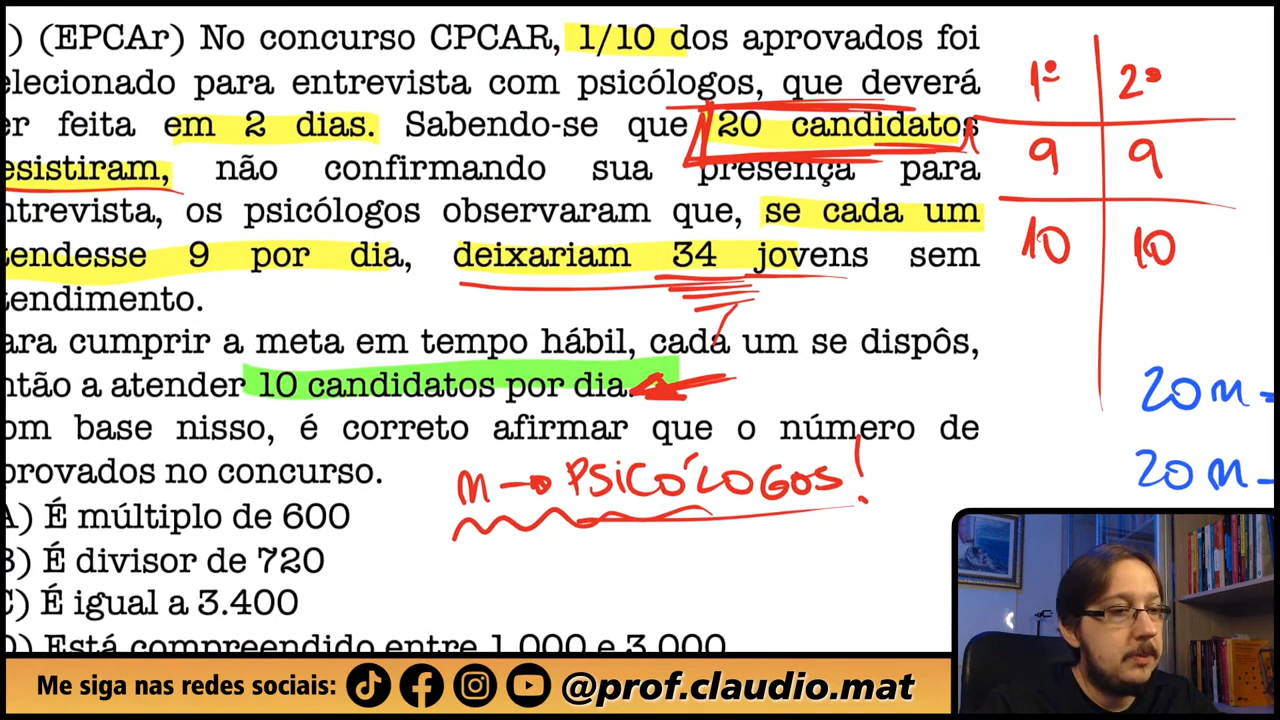 ) (EPCAr) No concurso CPCAR, 1/10 dos aprovados foi
elecionado para entrevista com psicólogos, que deverá
er feita em 2 dias. Sabendo-se que 20 candidatos
esistiram, não confirmando sua presença para
ntrevista, os psicólogos observaram que, se cada um
tendesse 9 por dia, deixariam 34 jovens sem
tendimento.
ara cumprir a meta em tempo hábil, cada um se dispôs,
ntão a atender 10 candidatos por dia.
om base nisso, é correto afirmar que o número de
provados no concurso.
A) É múltiplo de 600
B) É divisor de 720
C) É igual a 3.400
D) Está compreendido entre 1.000 e 3.000
M → PSICÓLOGOS!
1º 2º
9 9
10 10
20M =
20M -
Me siga nas redes sociais: @prof.claudio.mat